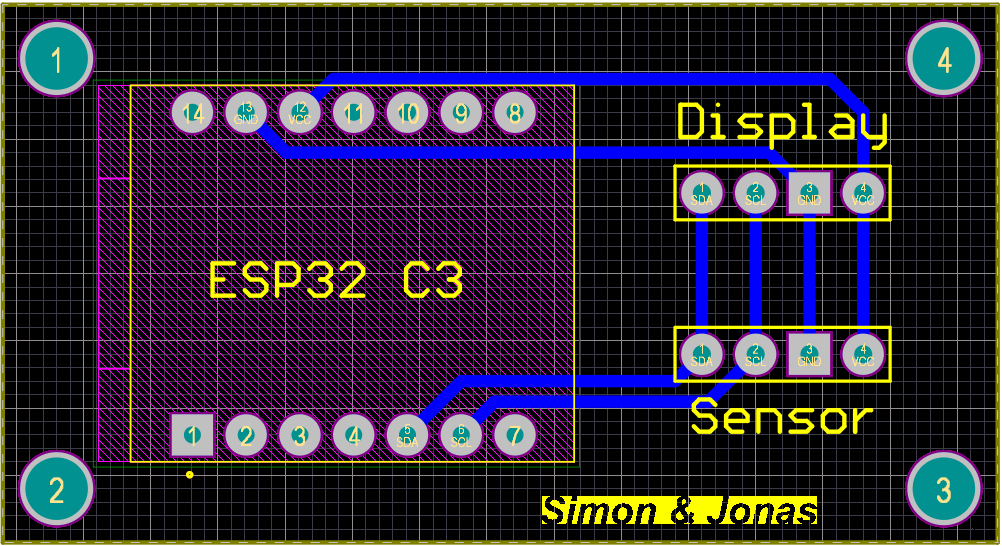 1
4
14 13 GND 12 VCC 11 10 9 8
Display
1 SDA 2 SCL 3 GND 4 VCC
ESP32 C3
1 SDA 2 SCL 3 GND 4 VCC
Sensor
1 2 3 4 5 SDA 6 SCL 7
2
3
Simon & Jonas